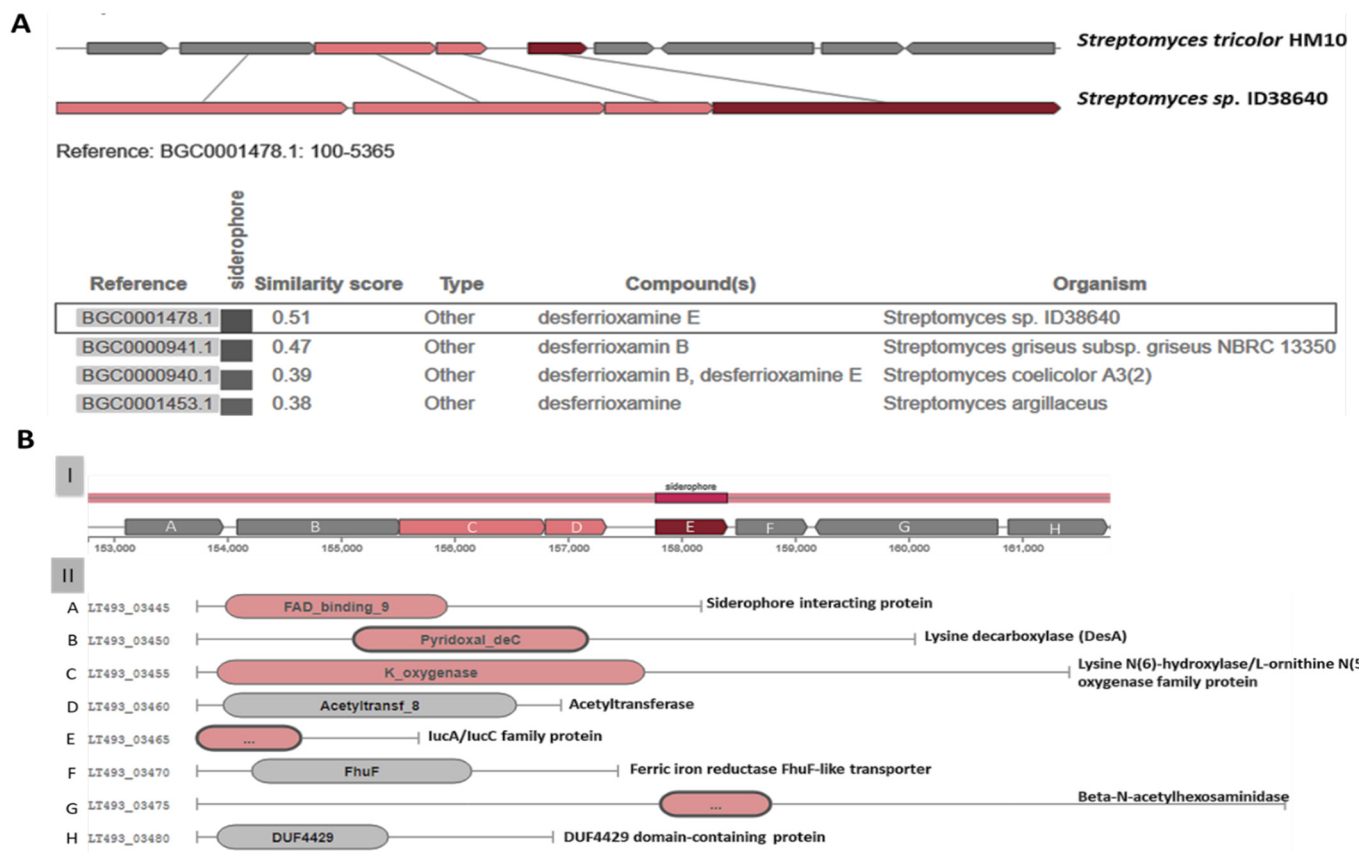 A
Streptomyces tricolor HM10
Streptomyces sp. ID38640
Reference: BGC0001478.1: 100-5365
siderophore
Reference Similarity score Type Compound(s) Organism
BGC0001478.1 0.51 Other desferrioxamine E Streptomyces sp. ID38640
BGC0000941.1 0.47 Other desferrioxamin B Streptomyces griseus subsp. griseus NBRC 13350
BGC0000940.1 0.39 Other desferrioxamin B, desferrioxamine E Streptomyces coelicolor A3(2)
BGC0001453.1 0.38 Other desferrioxamine Streptomyces argillaceus
B
I
siderophore
A B C D E F G H
153,000 154,000 155,000 156,000 157,000 158,000 159,000 160,000 161,000
II
A LT493_03445 FAD_binding_9 Siderophore interacting protein
B LT493_03450 Pyridoxal_deC Lysine decarboxylase (DesA)
C LT493_03455 K_oxygenase Lysine N(6)-hydroxylase/L-ornithine N(5
oxygenase family protein
D LT493_03460 Acetyltransf_8 Acetyltransferase
E LT493_03465 ... IucA/IucC family protein
F LT493_03470 FhuF Ferric iron reductase FhuF-like transporter
G LT493_03475 ... Beta-N-acetylhexosaminidase
H LT493_03480 DUF4429 DUF4429 domain-containing protein